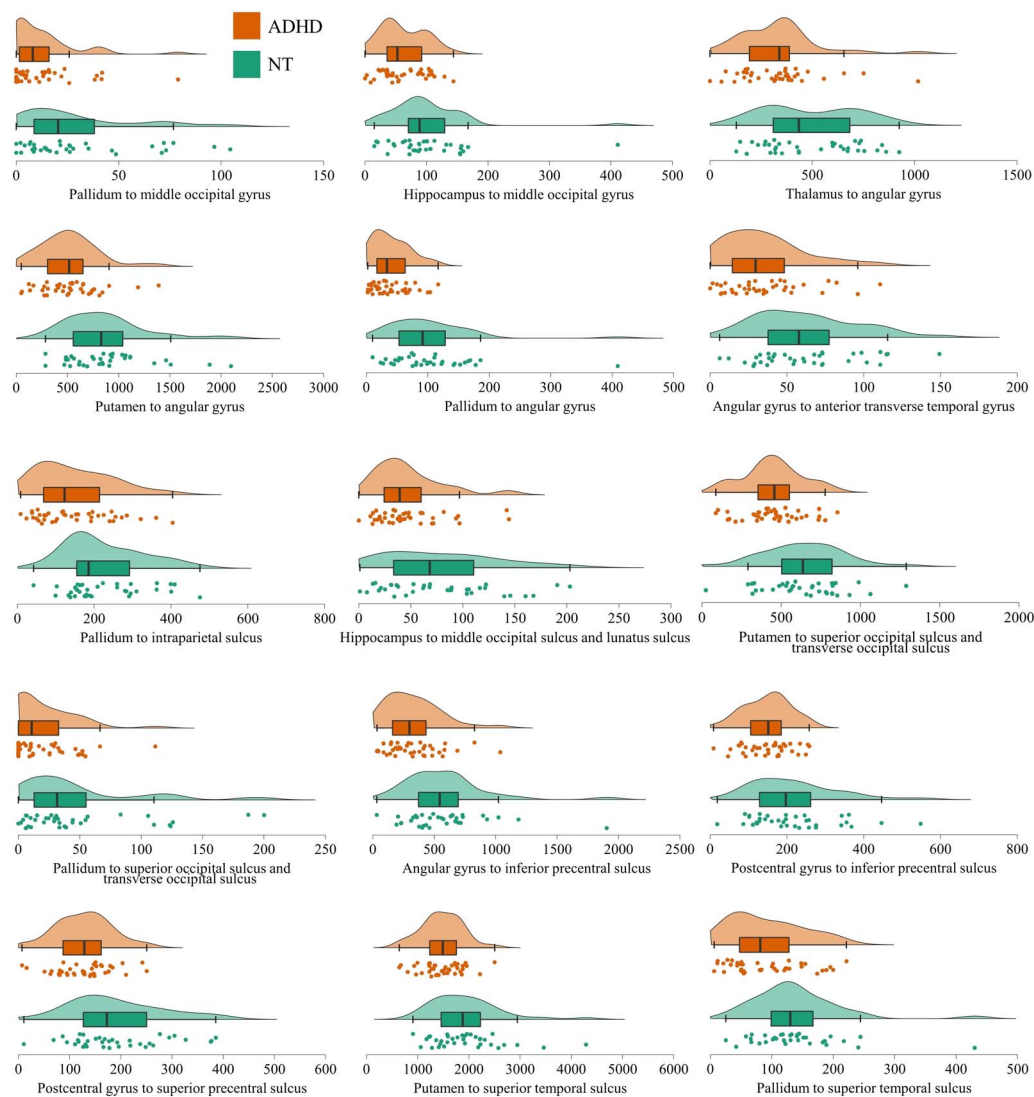 ADHD
NT
0 50 100 150
Pallidum to middle occipital gyrus
0 100 200 300 400 500
Hippocampus to middle occipital gyrus
0 500 1000 1500
Thalamus to angular gyrus
0 500 1000 1500 2000 2500 3000
Putamen to angular gyrus
0 100 200 300 400 500
Pallidum to angular gyrus
0 50 100 150 200
Angular gyrus to anterior transverse temporal gyrus
0 200 400 600 800
Pallidum to intraparietal sulcus
0 50 100 150 200 250 300
Hippocampus to middle occipital sulcus and lunatus sulcus
0 500 1000 1500 2000
Putamen to superior occipital sulcus and
transverse occipital sulcus
0 50 100 150 200 250
Pallidum to superior occipital sulcus and
transverse occipital sulcus
0 500 1000 1500 2000 2500
Angular gyrus to inferior precentral sulcus
0 200 400 600 800
Postcentral gyrus to inferior precentral sulcus
0 100 200 300 400 500 600
Postcentral gyrus to superior precentral sulcus
0 1000 2000 3000 4000 5000 6000
Putamen to superior temporal sulcus
0 100 200 300 400 500
Pallidum to superior temporal sulcus